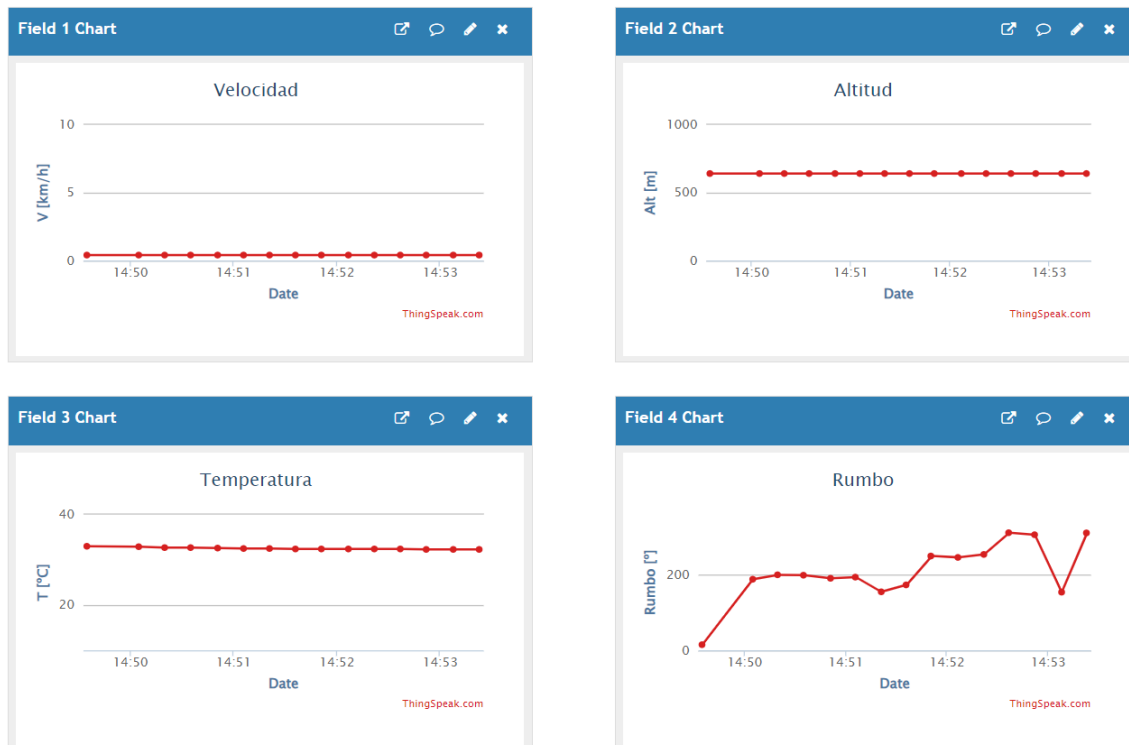 Field 1 Chart
Velocidad
10
5
0
V [km/h]
14:50 14:51 14:52 14:53
Date
ThingSpeak.com
Field 2 Chart
Altitud
1000
500
0
Alt [m]
14:50 14:51 14:52 14:53
Date
ThingSpeak.com
Field 3 Chart
Temperatura
40
20
T [°C]
14:50 14:51 14:52 14:53
Date
ThingSpeak.com
Field 4 Chart
Rumbo
200
0
Rumbo [°]
14:50 14:51 14:52 14:53
Date
ThingSpeak.com